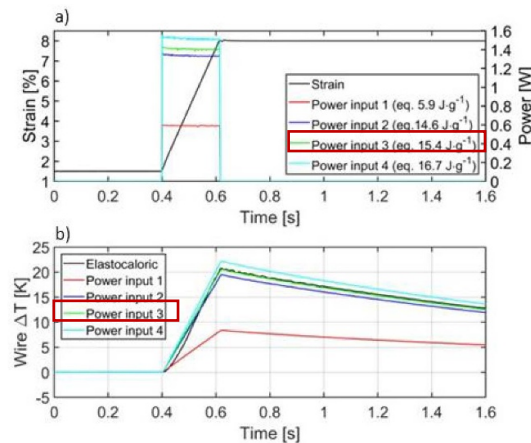 a)
8
7
6
5
4
3
2
1
Strain [%]
1.6
1.4
1.2
1
0.8
0.6
0.4
0.2
0
Power [W]
Strain
Power input 1 (eq. 5.9 J·g⁻¹)
Power input 2 (eq.14.6 J·g⁻¹)
Power input 3 (eq. 15.4 J·g⁻¹)
Power input 4 (eq. 16.7 J·g⁻¹)
0 0.2 0.4 0.6 0.8 1 1.2 1.4 1.6
Time [s]
b)
25
20
15
10
5
0
-5
Wire ΔT [K]
Elastocaloric
Power input 1
Power input 2
Power input 3
Power input 4
0 0.2 0.4 0.6 0.8 1 1.2 1.4 1.6
Time [s]